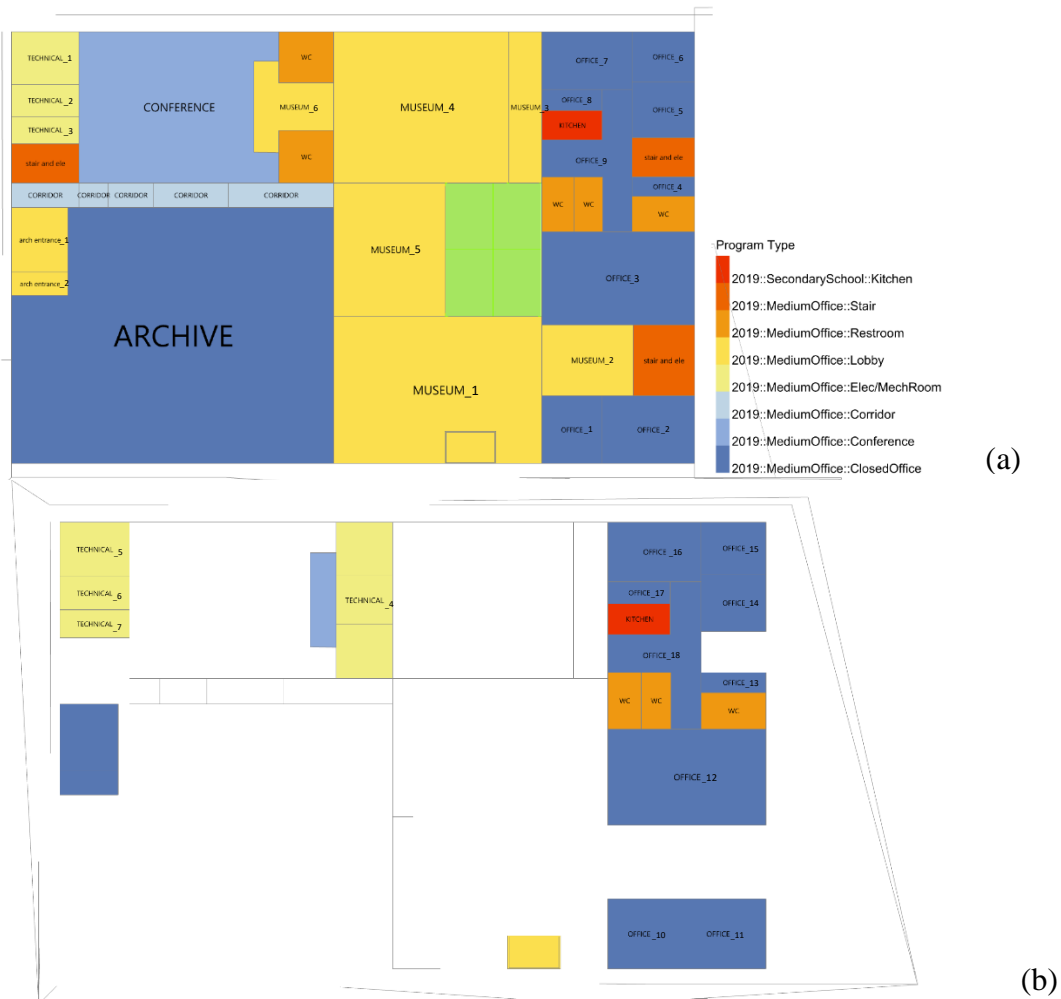 TECHNICAL_1
TECHNICAL_2
TECHNICAL_3
stair and ele
CONFERENCE
WC
MUSEUM_6
WC
MUSEUM_4
MUSEUM_3
OFFICE_7
OFFICE_6
OFFICE_8
OFFICE_5
KITCHEN
OFFICE_9
stair and ele
OFFICE_4
WC
WC
WC
CORRIDOR
CORRIDOR
CORRIDOR
CORRIDOR
CORRIDOR
arch entrance_1
arch entrance_2
MUSEUM_5
OFFICE_3
ARCHIVE
MUSEUM_2
stair and ele
MUSEUM_1
OFFICE_1
OFFICE_2
Program Type
2019::SecondarySchool::Kitchen
2019::MediumOffice::Stair
2019::MediumOffice::Restroom
2019::MediumOffice::Lobby
2019::MediumOffice::Elec/MechRoom
2019::MediumOffice::Corridor
2019::MediumOffice::Conference
2019::MediumOffice::ClosedOffice
(a)
TECHNICAL_5
TECHNICAL_6
TECHNICAL_7
TECHNICAL_4
OFFICE_16
OFFICE_15
OFFICE_17
OFFICE_14
KITCHEN
OFFICE_18
OFFICE_13
WC
WC
WC
OFFICE_12
OFFICE_10
OFFICE_11
(b)